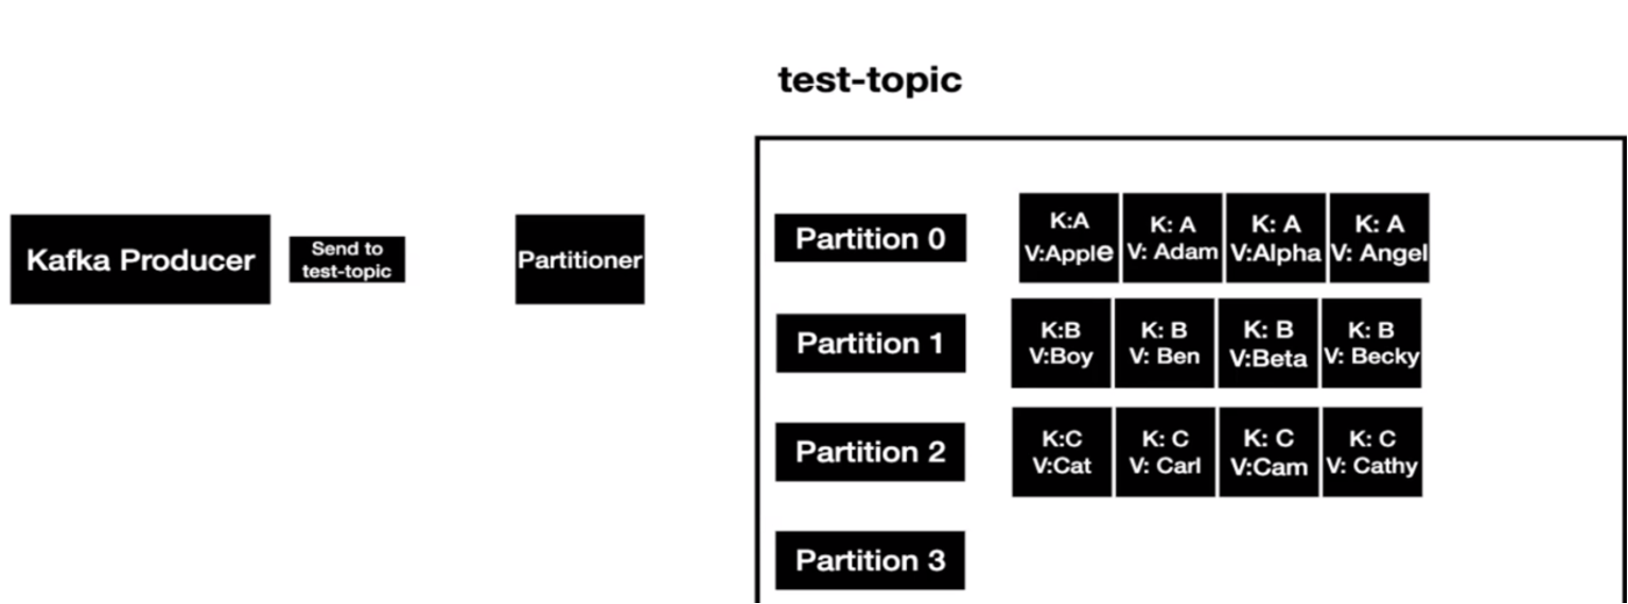 test-topic
Kafka Producer
Send to
test-topic
Partitioner
Partition 0
K:A
V:Apple
K: A
V: Adam
K: A
V:Alpha
K: A
V: Angel
Partition 1
K:B
V:Boy
K: B
V: Ben
K: B
V:Beta
K: B
V: Becky
Partition 2
K:C
V:Cat
K: C
V: Carl
K: C
V:Cam
K: C
V: Cathy
Partition 3